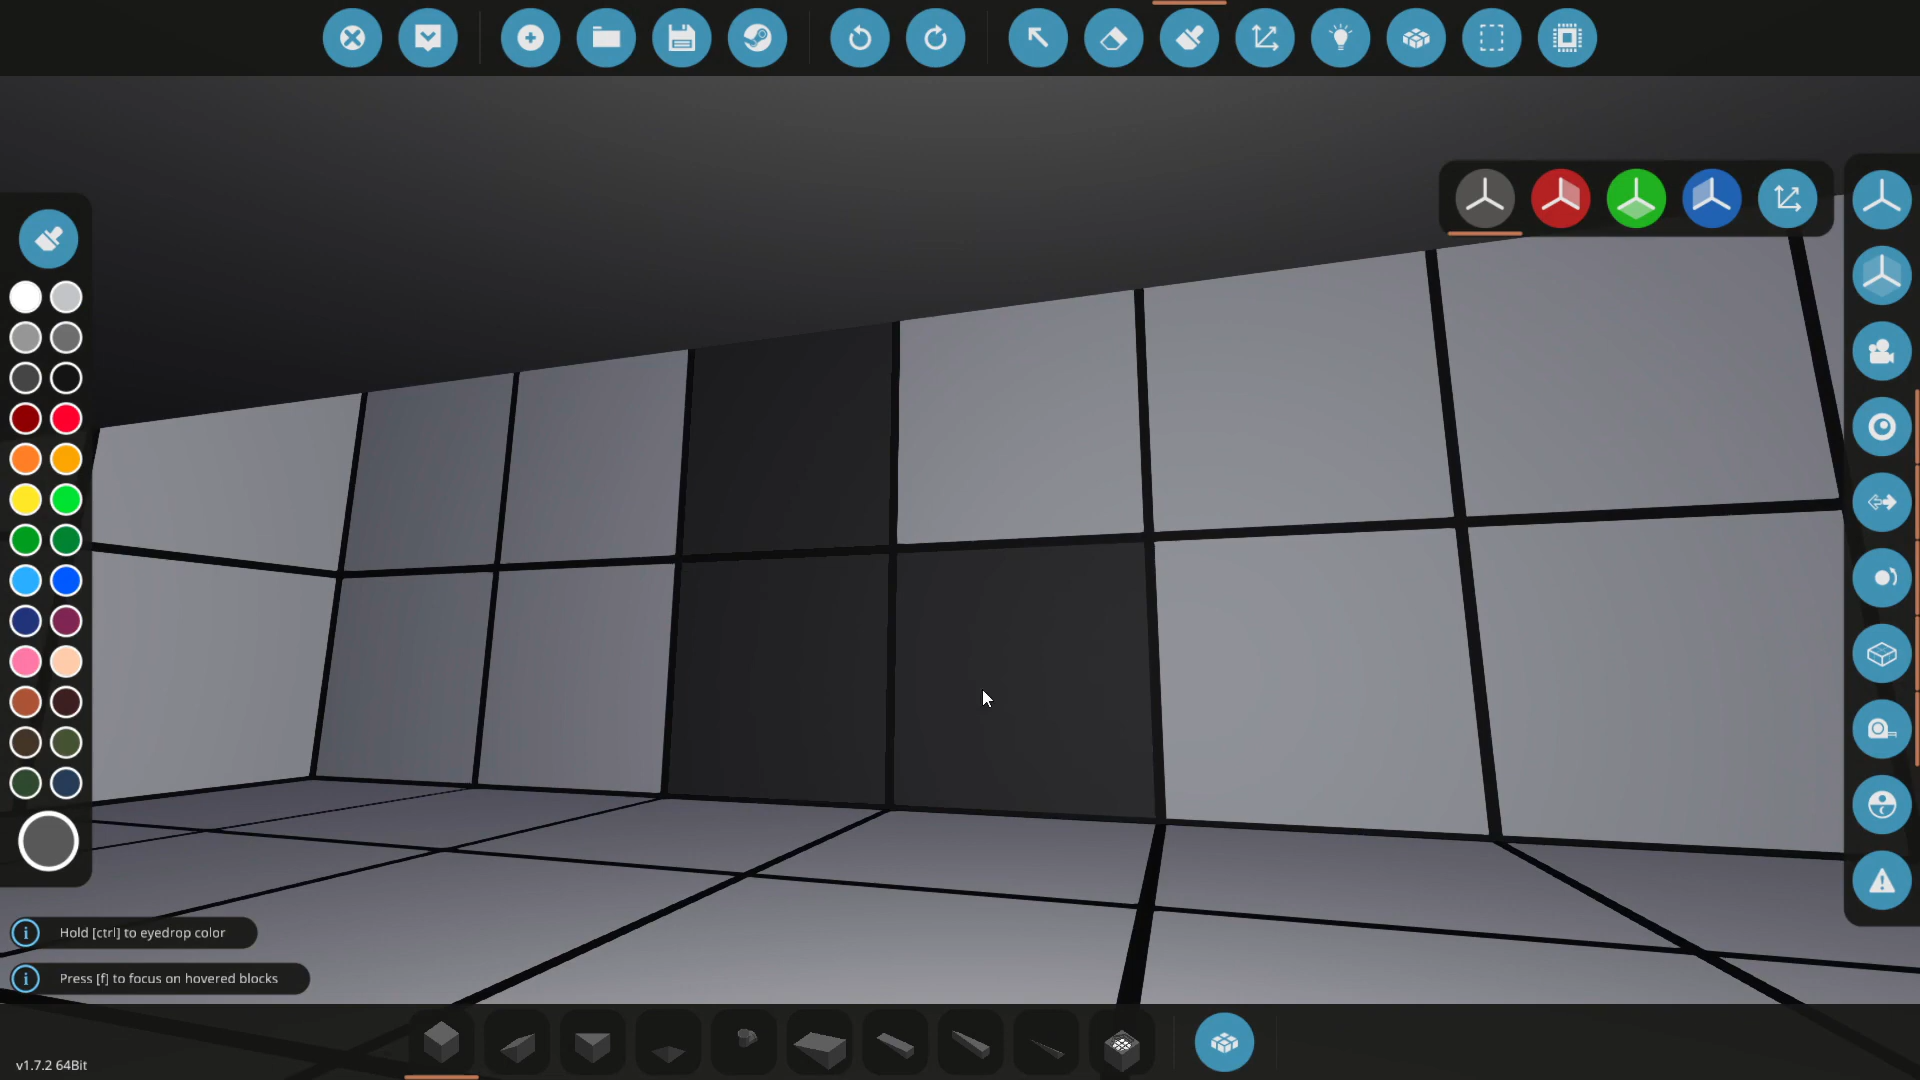 Hold [ctrl] to eyedrop color
Press [f] to focus on hovered blocks
v1.7.2 64Bit